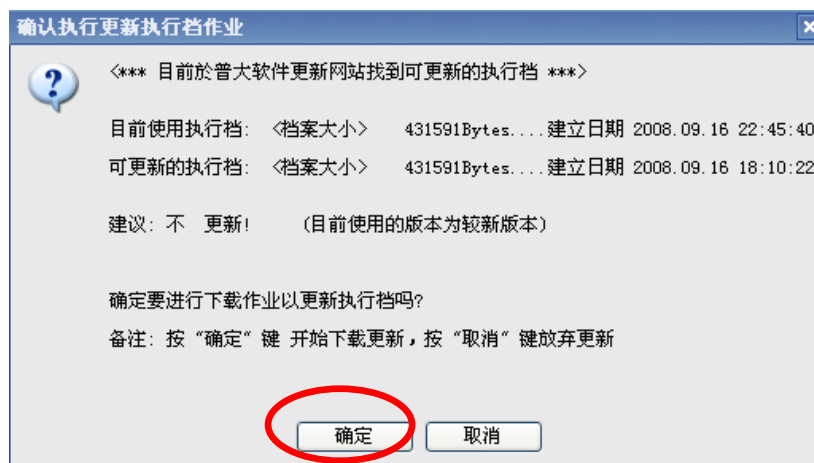 确认执行更新执行档作业
<*** 目前於普大软件更新网站找到可更新的执行档 ***>
目前使用执行档: <档案大小> 431591Bytes....建立日期 2008.09.16 22:45:40
可更新的执行档: <档案大小> 431591Bytes....建立日期 2008.09.16 18:10:22
建议: 不 更新! (目前使用的版本为较新版本)
确定要进行下载作业以更新执行档吗?
备注: 按 “确定“ 键 开始下载更新，按 “取消“ 键放弃更新
确定 取消